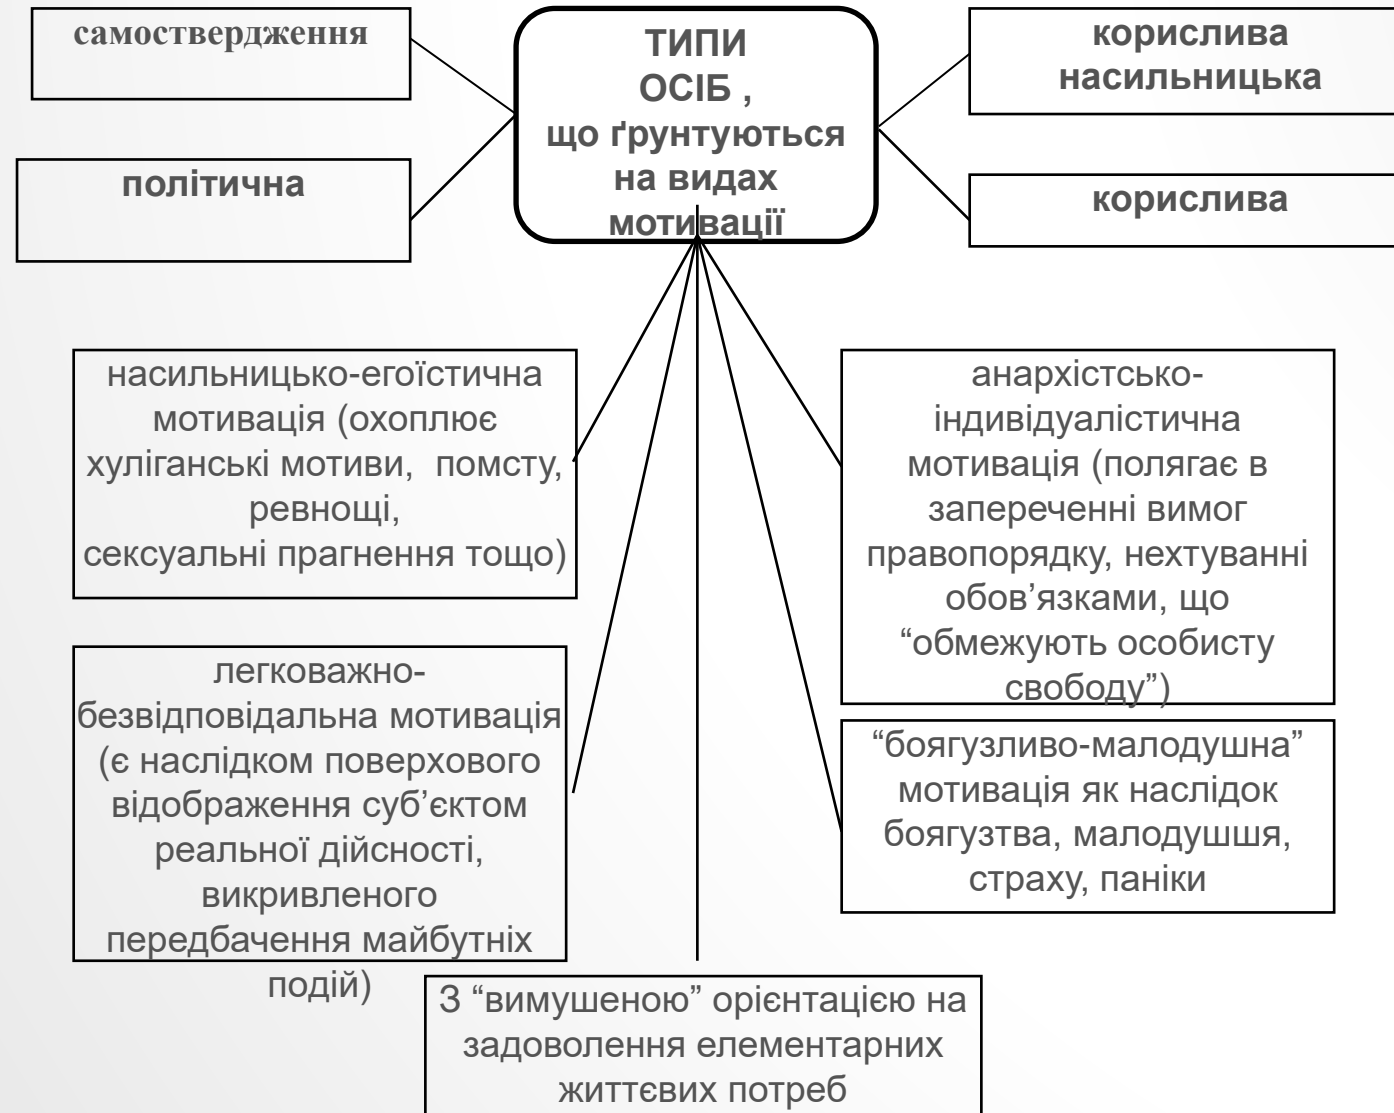 самоствердження
ТИПИ
ОСІБ ,
що ґрунтуються
на видах
мотивації
корислива
насильницька
політична
корислива
насильницько-егоїстична
мотивація (охоплює
хуліганські мотиви,  помсту,
ревнощі,
сексуальні прагнення тощо)
анархістсько-
індивідуалістична
мотивація (полягає в
запереченні вимог
правопорядку, нехтуванні
обов’язками, що
“обмежують особисту
свободу”)
легковажно-
безвідповідальна мотивація
(є наслідком поверхового
відображення суб’єктом
реальної дійсності,
викривленого
передбачення майбутніх
подій)
“боягузливо-малодушна”
мотивація як наслідок
боягузтва, малодушшя,
страху, паніки
З “вимушеною” орієнтацією на
задоволення елементарних
життєвих потреб